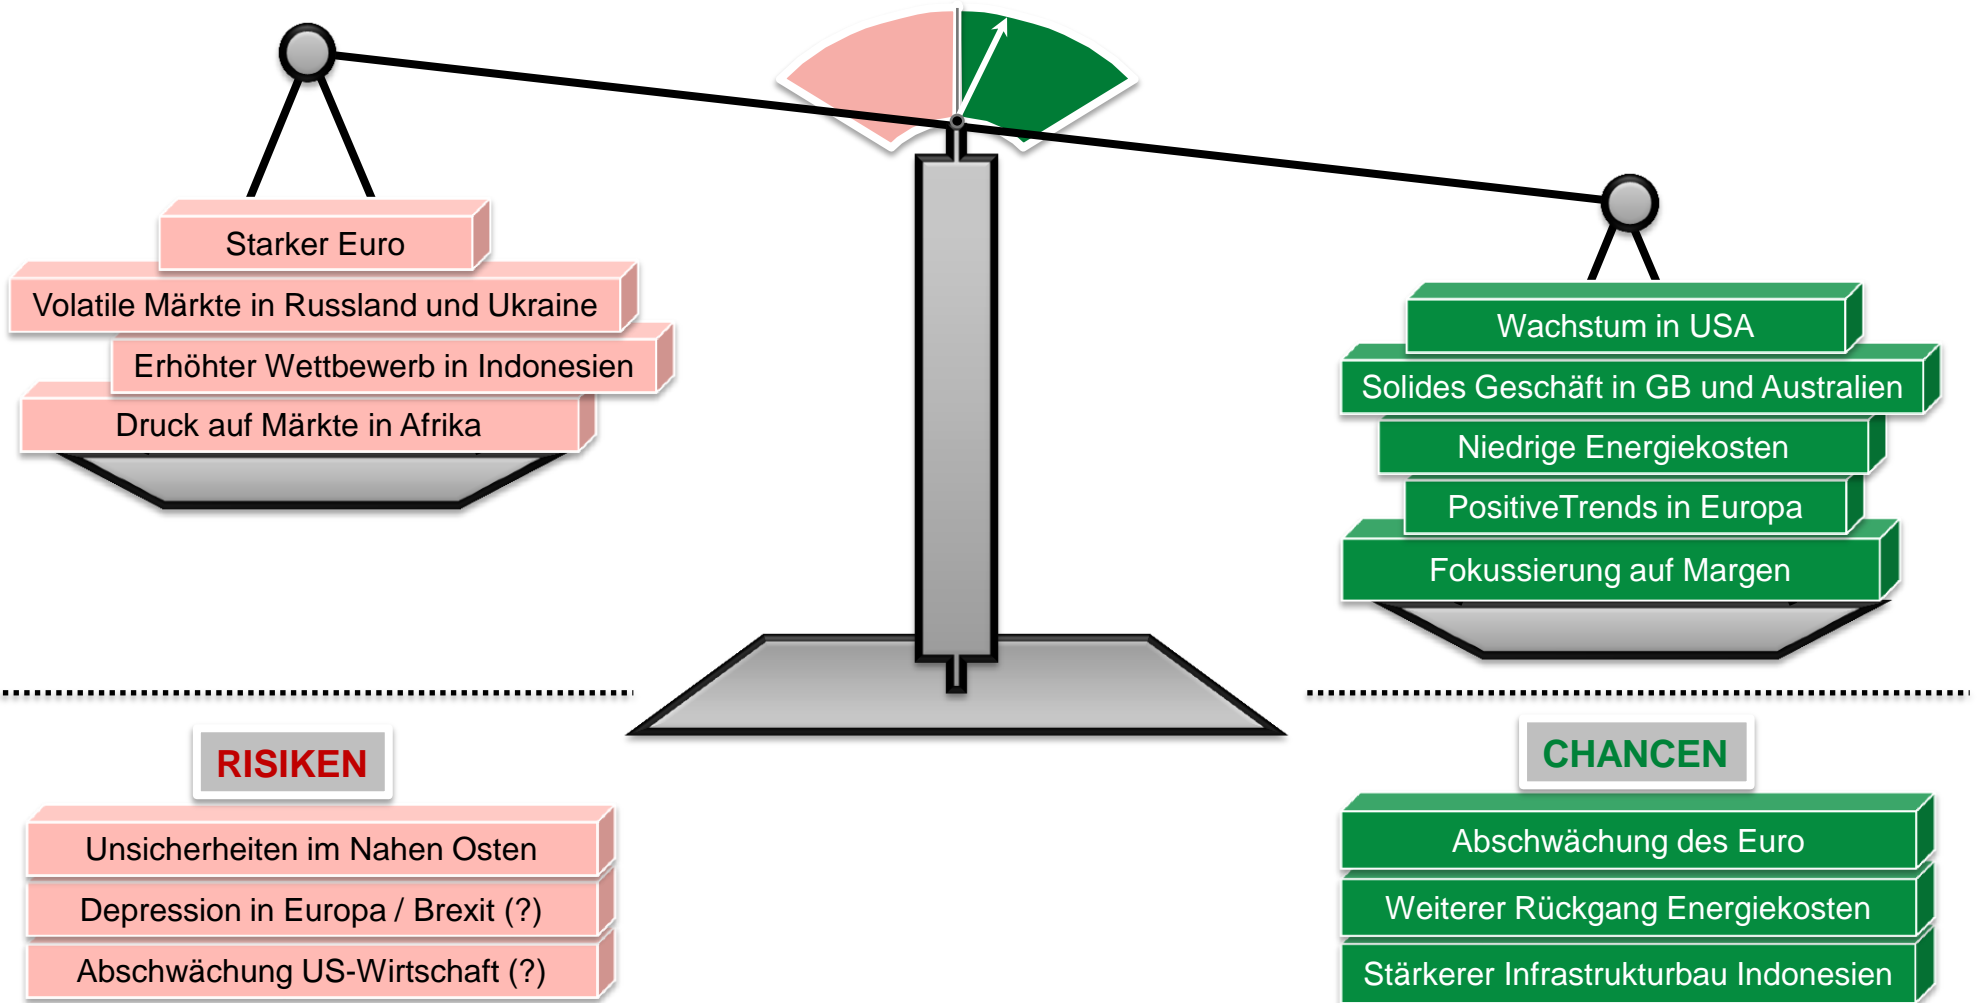 Starker Euro
Volatile Märkte in Russland und Ukraine
Erhöhter Wettbewerb in Indonesien
Druck auf Märkte in Afrika
Wachstum in USA
Solides Geschäft in GB und Australien
Niedrige Energiekosten
PositiveTrends in Europa
Fokussierung auf Margen
RISIKEN
Unsicherheiten im Nahen Osten
Depression in Europa / Brexit (?)
Abschwächung US-Wirtschaft (?)
CHANCEN
Abschwächung des Euro
Weiterer Rückgang Energiekosten
Stärkerer Infrastrukturbau Indonesien